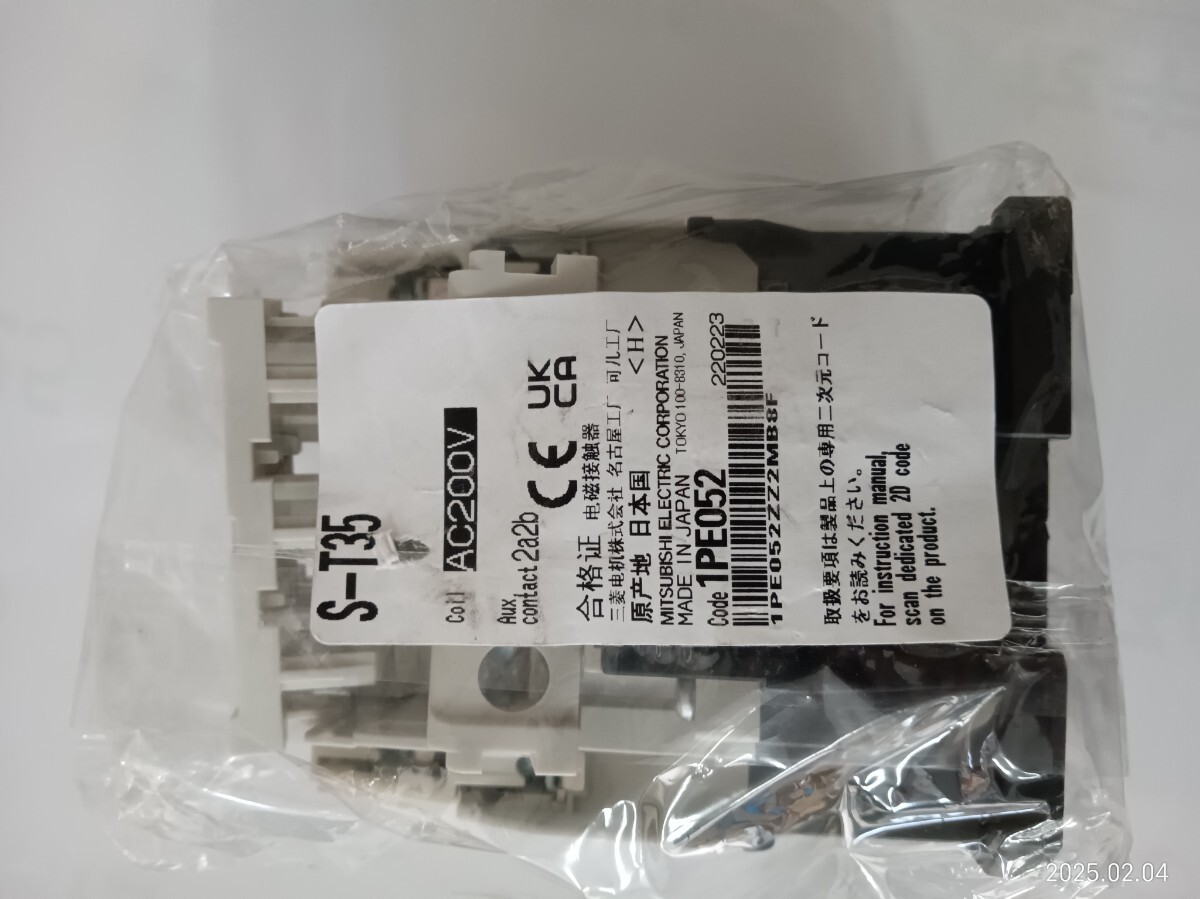 S-T35
Coil AC200V
Aux. contact 2a2b
CE UK CA
合格证 电磁接触器
三菱电机株式会社 名古屋工厂 可儿工厂
原产地 日本国 <H>
MITSUBISHI ELECTRIC CORPORATION
MADE IN JAPAN TOKYO 100-8310, JAPAN
Code 1PE052 220223
1PE052ZZ2MB8F
取扱要項は製品上の専用二次元コード
をお読みください。
For instruction manual,
scan dedicated 2D code
on the product.
2025.02.04